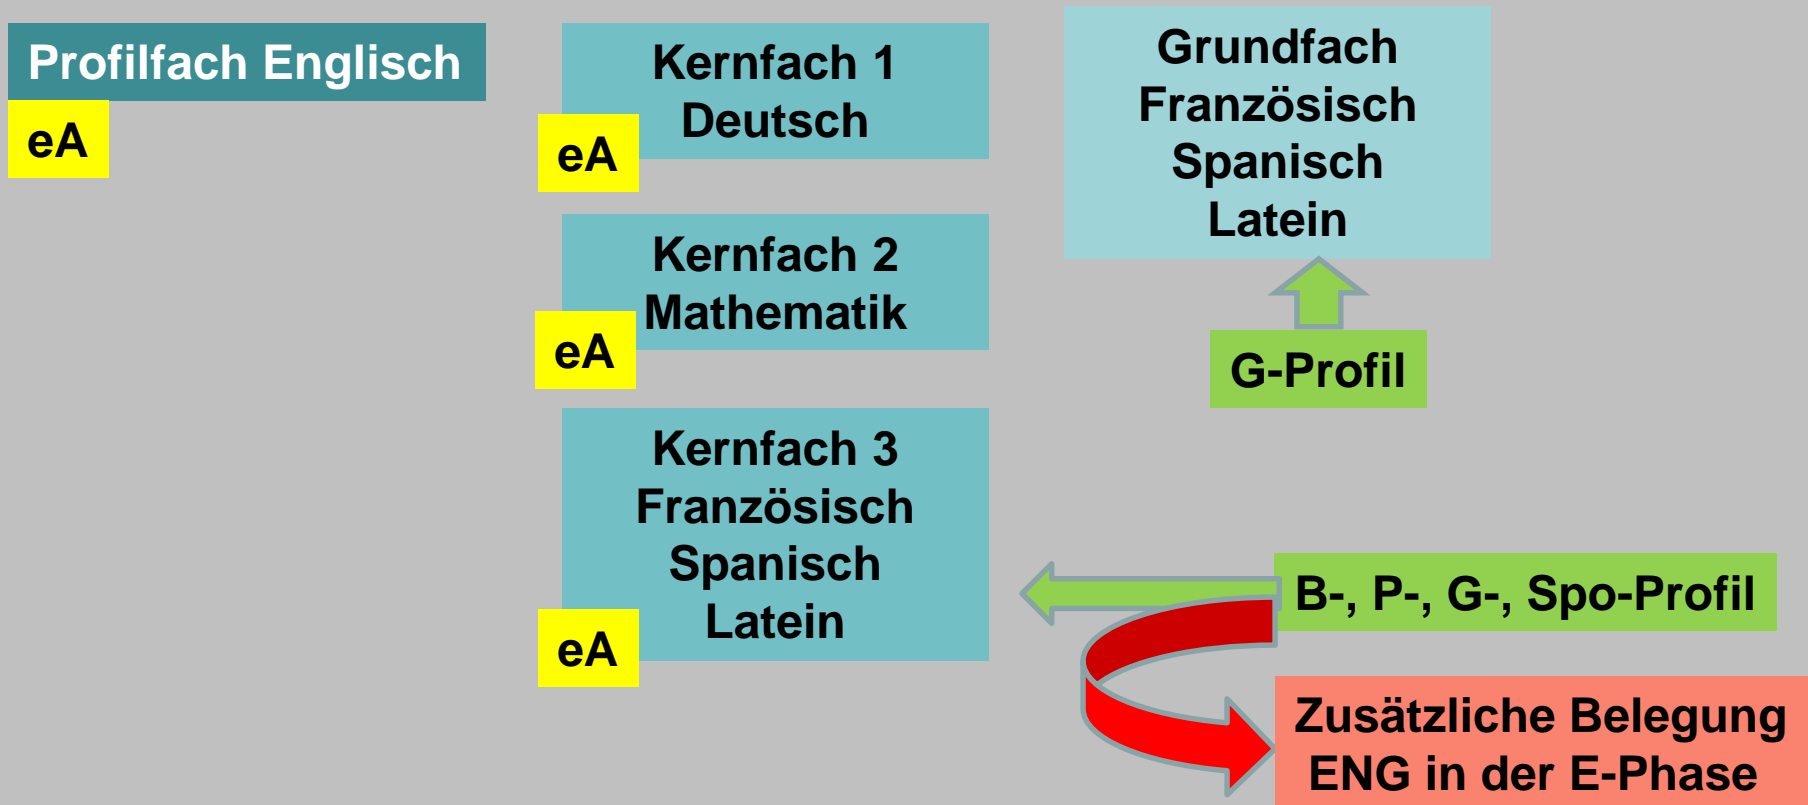 Profilfach Englisch
eA
Kernfach 1
Deutsch
eA
Kernfach 2
Mathematik
eA
Kernfach 3
Französisch
Spanisch
Latein
eA
Grundfach
Französisch
Spanisch
Latein
G-Profil
B-, P-, G-, Spo-Profil
Zusätzliche Belegung
ENG in der E-Phase